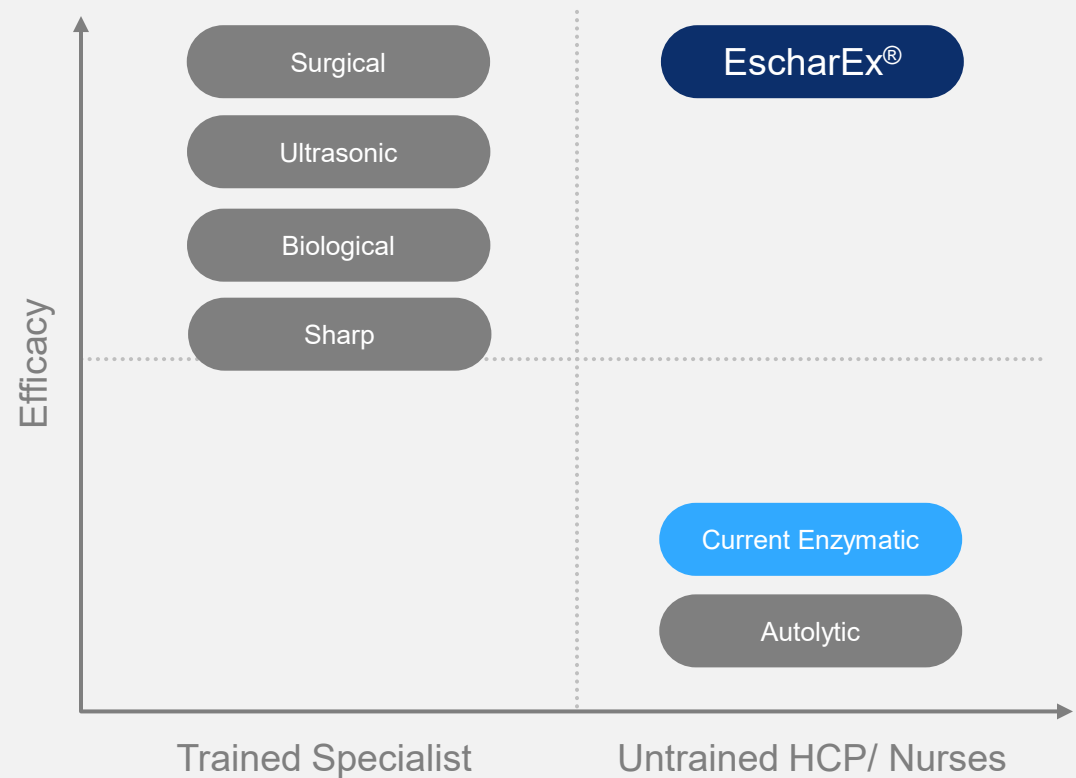 Surgical
EscharEx®
Ultrasonic
Biological
Sharp
Efficacy
Current Enzymatic
Autolytic
Trained Specialist
Untrained HCP/ Nurses